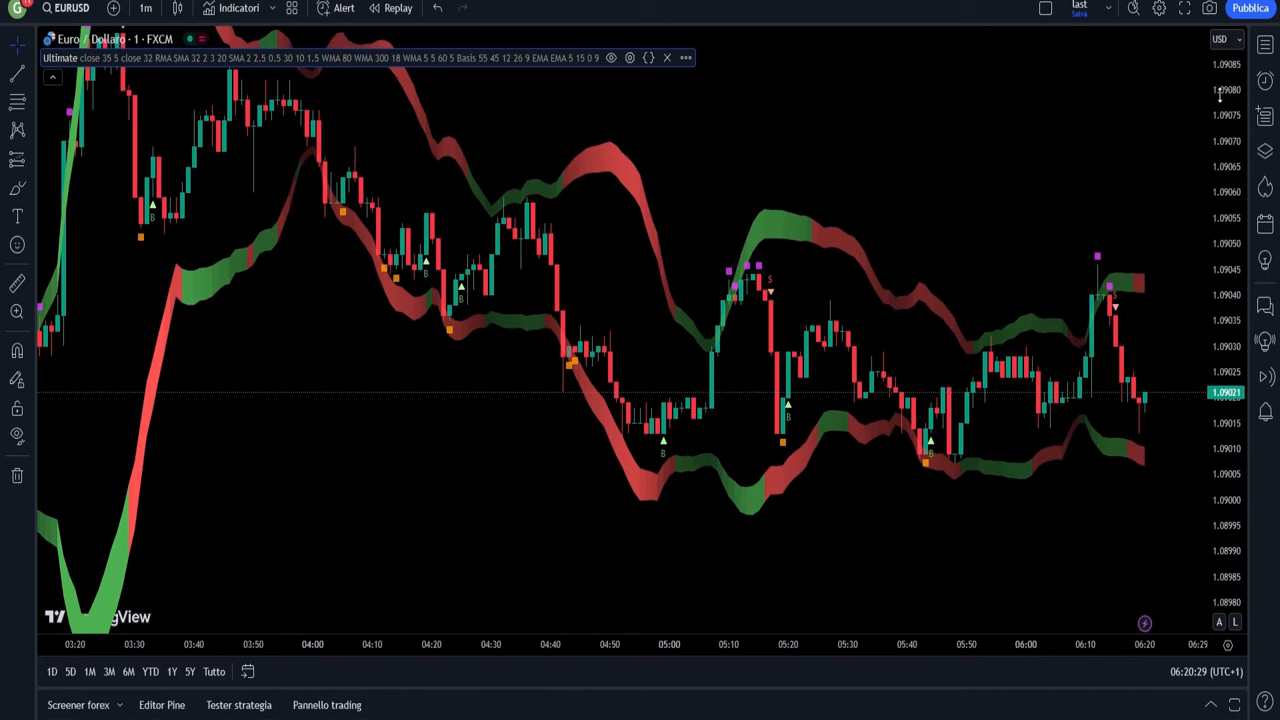 G
11
EURUSD
1m
Indicatori
Alert
Replay
last
Salva
Pubblica
Euro / Dollaro · 1 · FXCM
USD
Ultimate close 35 5 close 32 RMA SMA 32 2 3 20 SMA 2 2.5 0.5 30 10 1.5 WMA 80 WMA 300 18 WMA 5 5 60 5 Basis 55 45 12 26 9 EMA EMA 5 15 0 9
1.09085
1.09080
1.09075
1.09070
1.09065
1.09060
1.09055
1.09050
1.09045
1.09040
1.09035
1.09030
1.09025
1.09021
1.09015
1.09010
1.09005
1.09000
1.08995
1.08990
1.08985
1.08980
B
B
B
B
S
B
B
S
A
L
03:20
03:30
03:40
03:50
04:00
04:10
04:20
04:30
04:40
04:50
05:00
05:10
05:20
05:30
05:40
05:50
06:00
06:10
06:20
06:29
1D
5D
1M
3M
6M
YTD
1Y
5Y
Tutto
06:20:29 (UTC+1)
Screener forex
Editor Pine
Tester strategia
Pannello trading